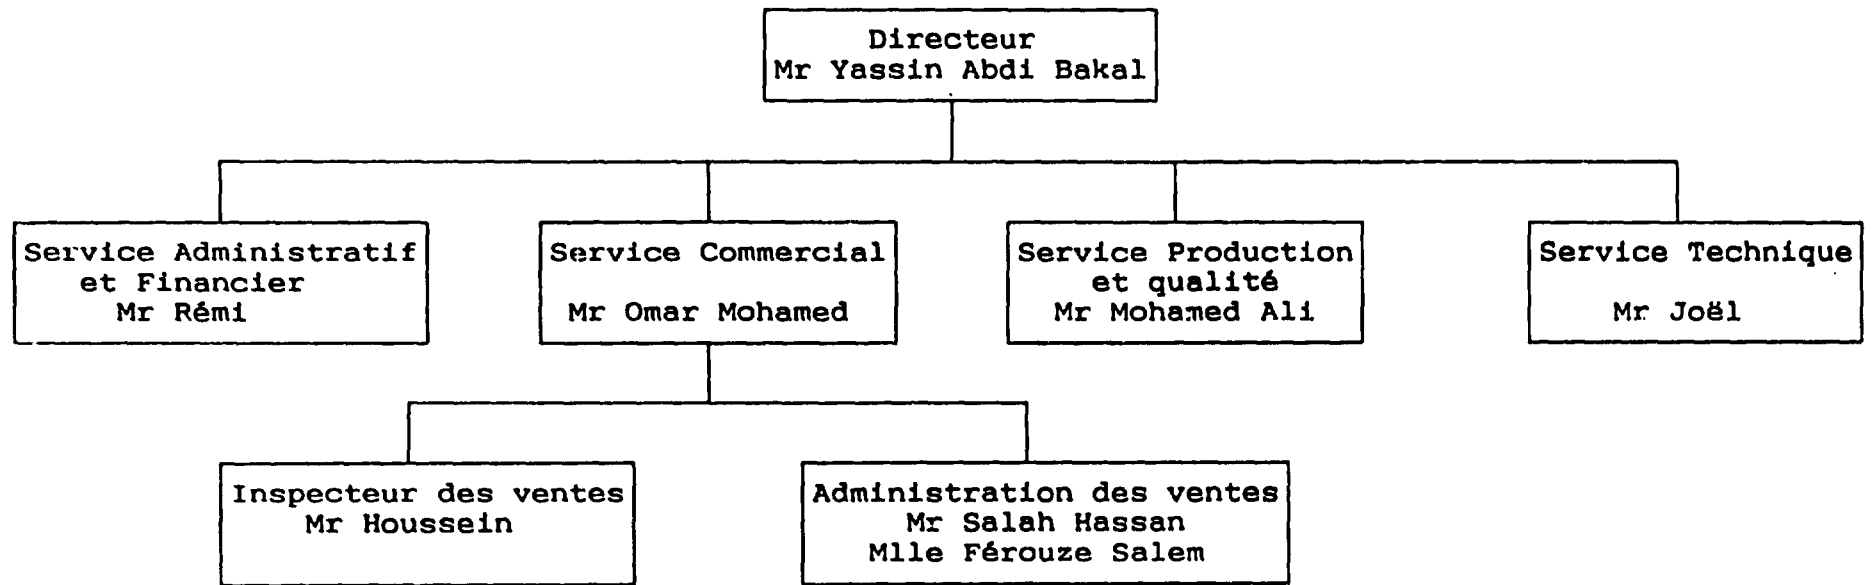 Directeur
Mr Yassin Abdi Bakal
Service Administratif
et Financier
Mr Rémi
Service Commercial
Mr Omar Mohamed
Service Production
et qualité
Mr Mohamed Ali
Service Technique
Mr Joël
Inspecteur des ventes
Mr Houssein
Administration des ventes
Mr Salah Hassan
Mlle Férouze Salem